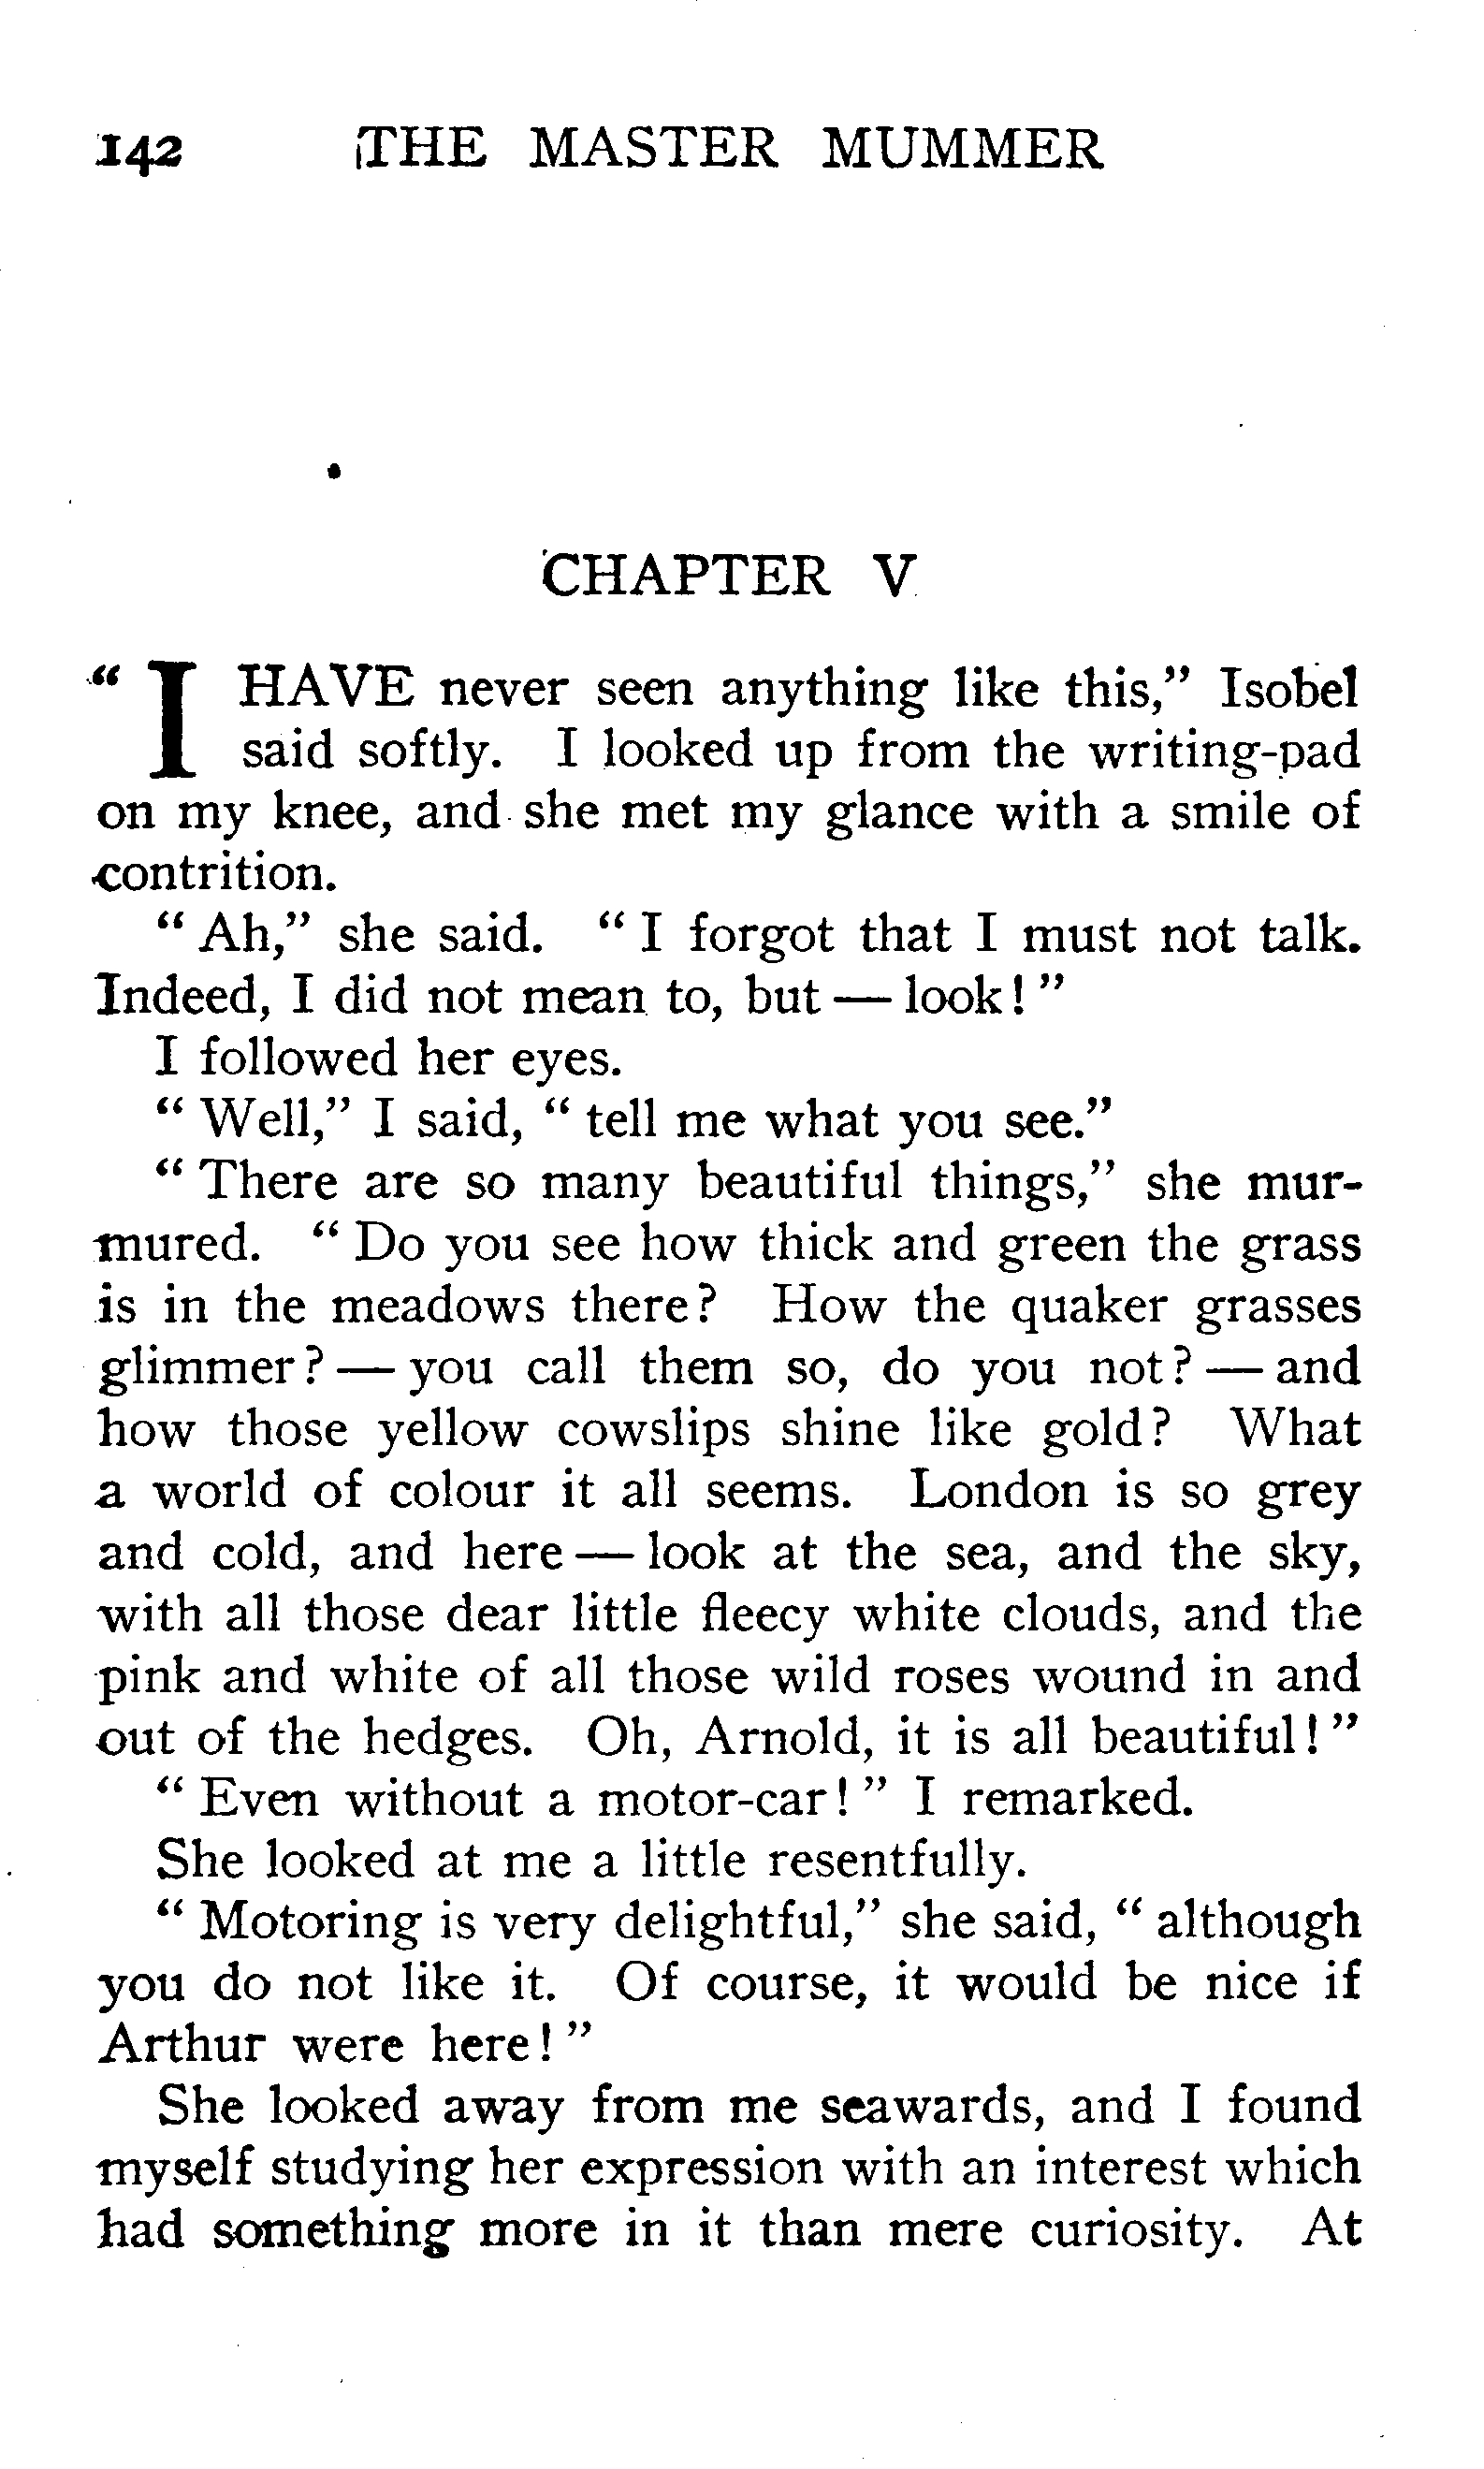 142 THE MASTER MUMMER
CHAPTER V
“ I HAVE never seen anything like this,” Isobel
said softly. I looked up from the writing-pad
on my knee, and she met my glance with a smile of
contrition.
“ Ah,” she said. “ I forgot that I must not talk.
Indeed, I did not mean to, but — look! ”
I followed her eyes.
“ Well,” I said, “ tell me what you see.”
“ There are so many beautiful things,” she mur-
mured. “ Do you see how thick and green the grass
is in the meadows there? How the quaker grasses
glimmer? — you call them so, do you not? — and
how those yellow cowslips shine like gold? What
a world of colour it all seems. London is so grey
and cold, and here — look at the sea, and the sky,
with all those dear little fleecy white clouds, and the
pink and white of all those wild roses wound in and
out of the hedges. Oh, Arnold, it is all beautiful! ”
“ Even without a motor-car! ” I remarked.
She looked at me a little resentfully.
“ Motoring is very delightful,” she said, “ although
you do not like it. Of course, it would be nice if
Arthur were here! ”
She looked away from me seawards, and I found
myself studying her expression with an interest which
had something more in it than mere curiosity. At